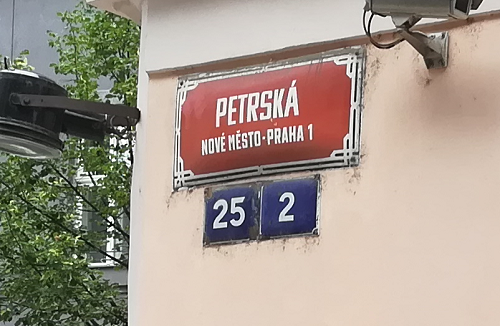 PETRSKÁ
NOVÉ MĚSTO-PRAHA 1
25 2